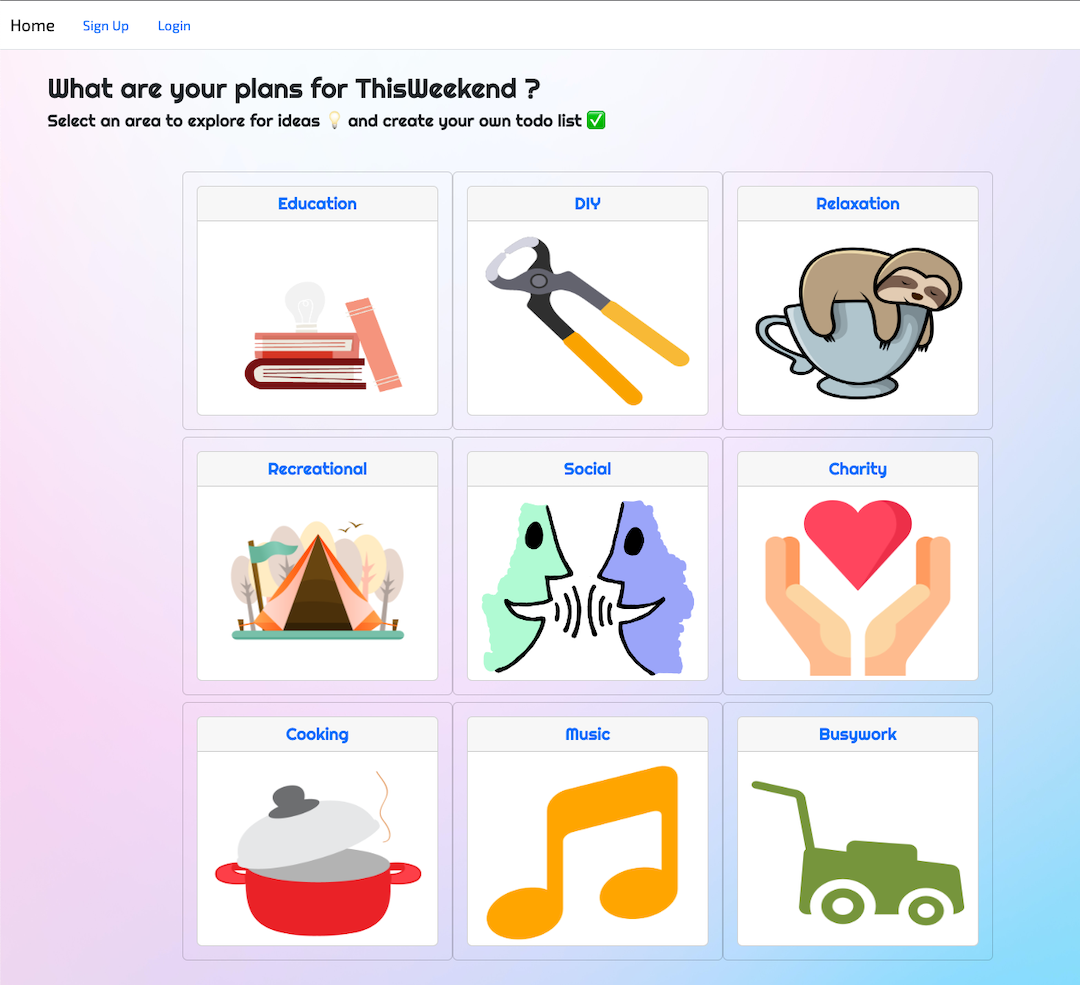 Home Sign Up Login
What are your plans for ThisWeekend ?
Select an area to explore for ideas 💡 and create your own todo list ✅
Education DIY Relaxation
Recreational Social Charity
Cooking Music Busywork